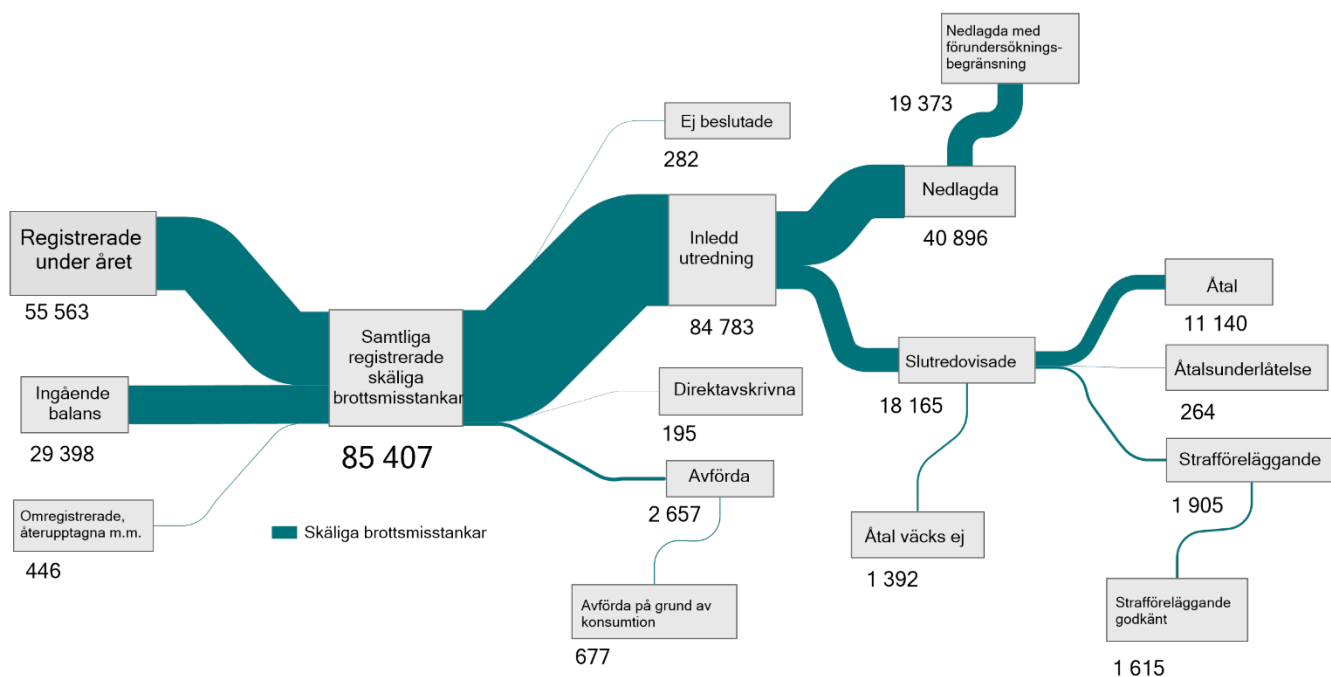 Nedlagda med
förundersöknings-
begränsning
19 373
Ej beslutade
282
Nedlagda
40 896
Registrerade
under året
55 563
Inledd
utredning
84 783
Åtal
11 140
Samtliga
registrerade
skäliga
brottsmisstankar
85 407
Slutredovisade
18 165
Åtalsunderlåtelse
264
Ingående
balans
29 398
Direktavskrivna
195
Strafföreläggande
1 905
Avförda
2 657
Omregistrerade,
återupptagna m.m.
446
Skäliga brottsmisstankar
Åtal väcks ej
1 392
Avförda på grund av
konsumtion
677
Strafföreläggande
godkänt
1 615